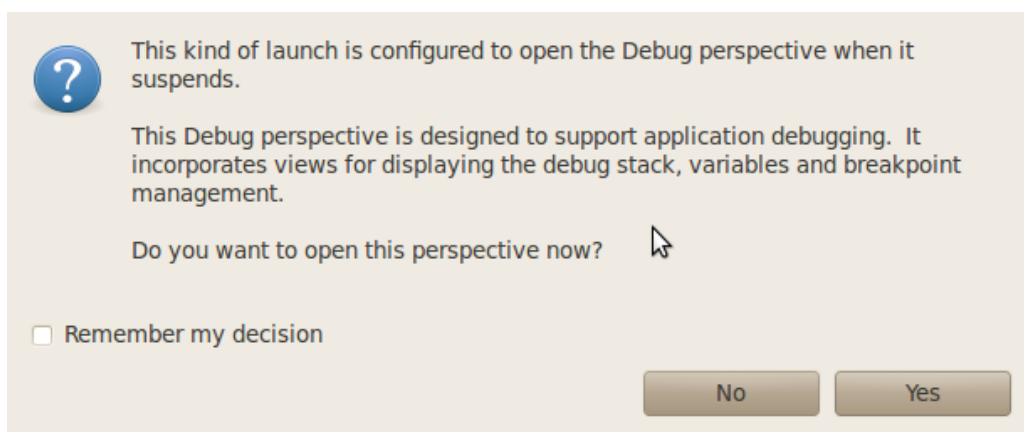 This kind of launch is configured to open the Debug perspective when it
suspends.
This Debug perspective is designed to support application debugging.  It
incorporates views for displaying the debug stack, variables and breakpoint
management.
Do you want to open this perspective now?
Remember my decision
No
Yes